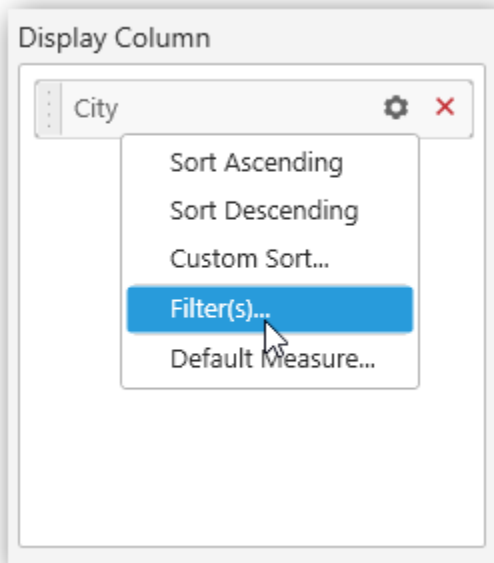 Display Column
City
Sort Ascending
Sort Descending
Custom Sort...
Filter(s)...
Default Measure...